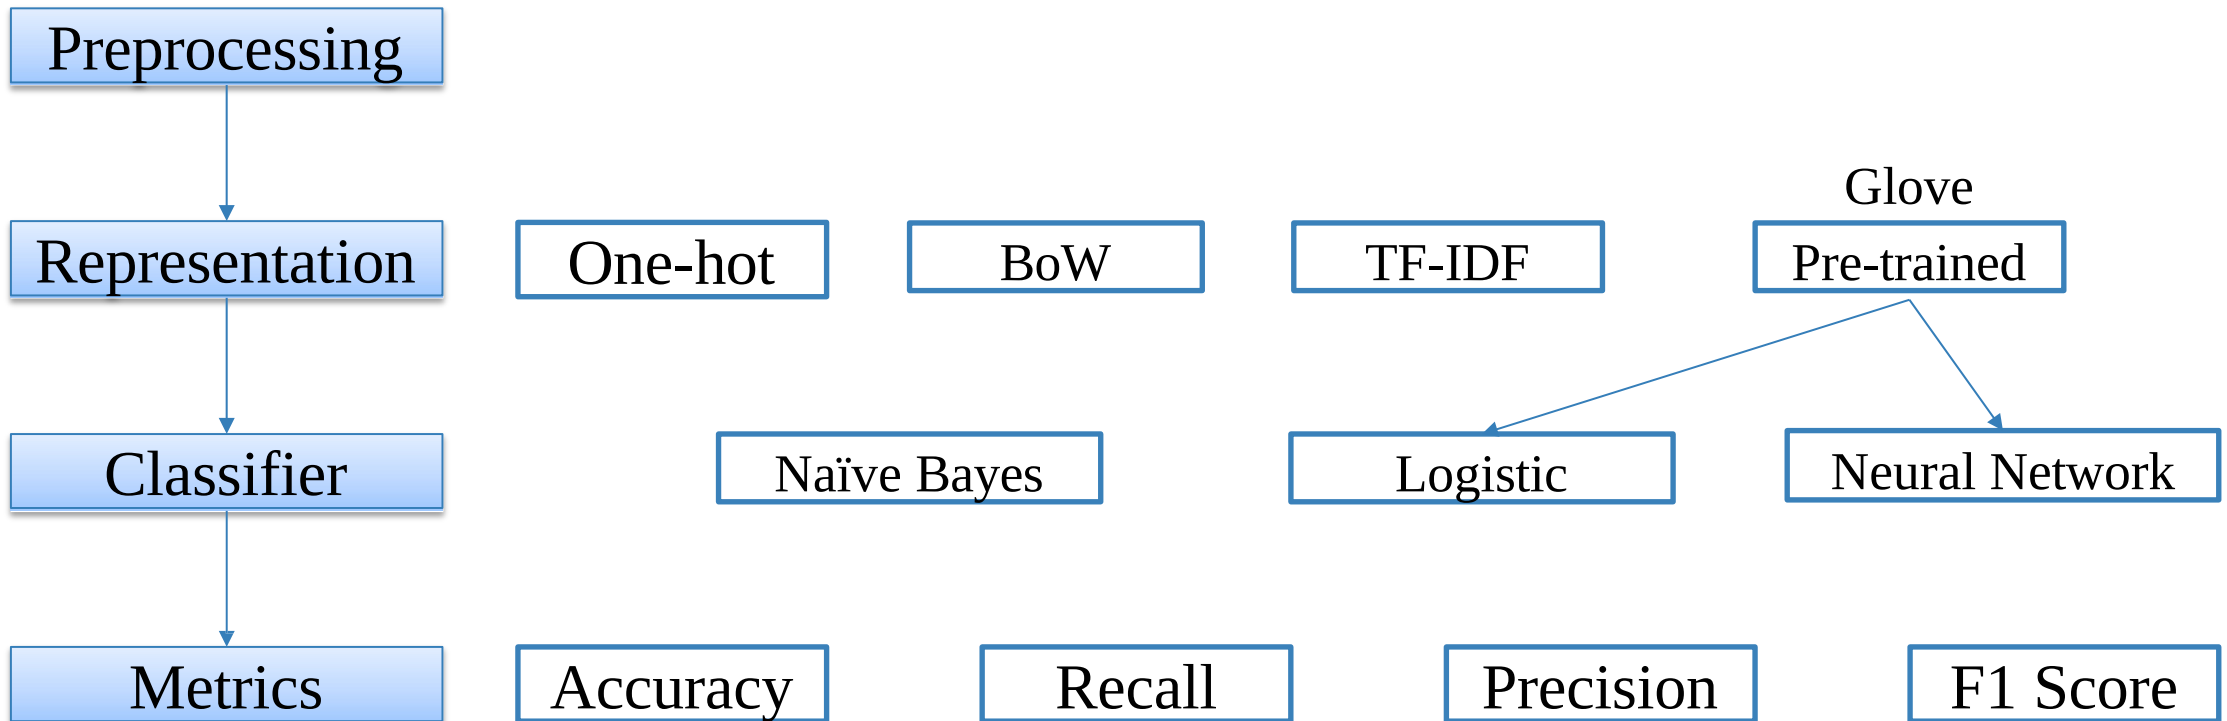 Preprocessing
Glove
Representation
One-hot
BoW
TF-IDF
Pre-trained
Classifier
Naïve Bayes
Logistic
Neural Network
Metrics
Accuracy
Recall
Precision
F1 Score